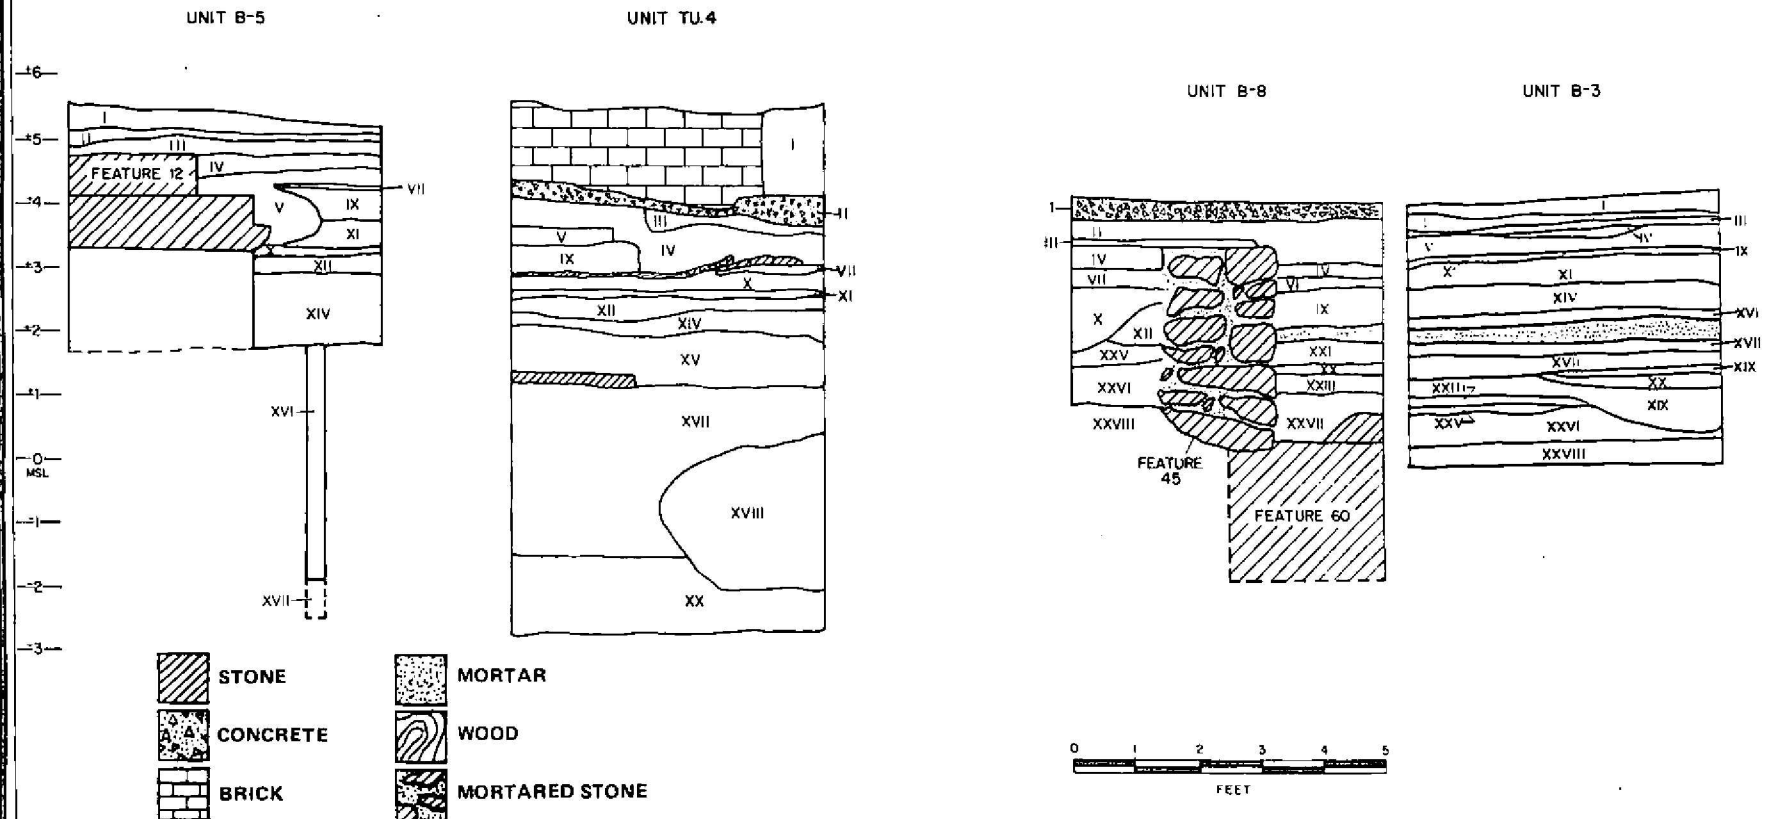 UNIT B-5
UNIT TU.4
UNIT B-8
UNIT B-3
+6
+5
+4
+3
+2
+1
0
MSL
-1
-2
-3
I
II
III
FEATURE 12
IV
VII
V
IX
XI
X
XII
XIV
XVI
XVII
I
II
III
V
IV
IX
VII
X
XI
XII
XIV
XV
XVII
XVIII
XX
I
II
III
IV
VII
V
VI
X
XII
IX
XXV
XXI
XX
XXVI
XXIII
XXVIII
XXVII
FEATURE
45
FEATURE 60
I
I
III
V
IV
IX
X
XI
XIV
XVI
XVII
XVII
XIX
XXII
XX
XIX
XXV
XXVI
XXVIII
STONE
MORTAR
CONCRETE
WOOD
BRICK
MORTARED STONE
0 1 2 3 4 5
FEET